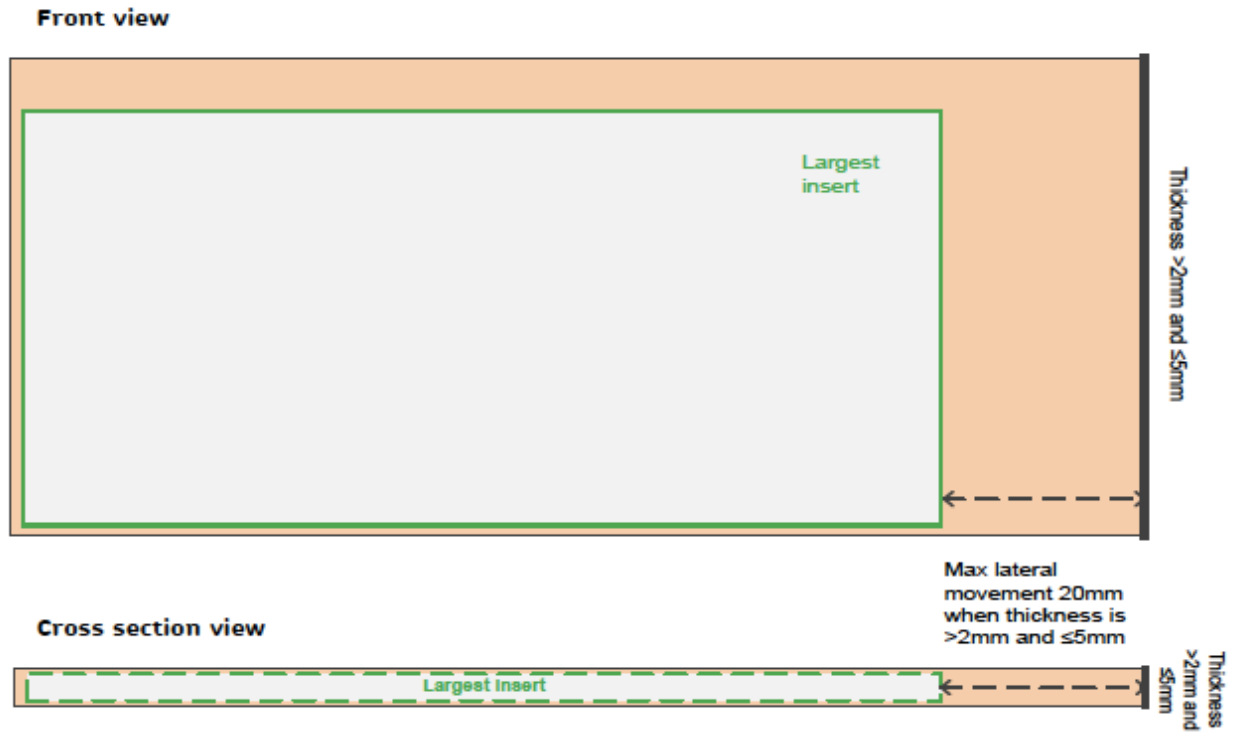 Front view
Largest
insert
Thickness >2mm and ≤5mm
Max lateral
movement 20mm
when thickness is
>2mm and ≤5mm
Cross section view
Largest Insert
Thickness
>2mm and
≤5mm